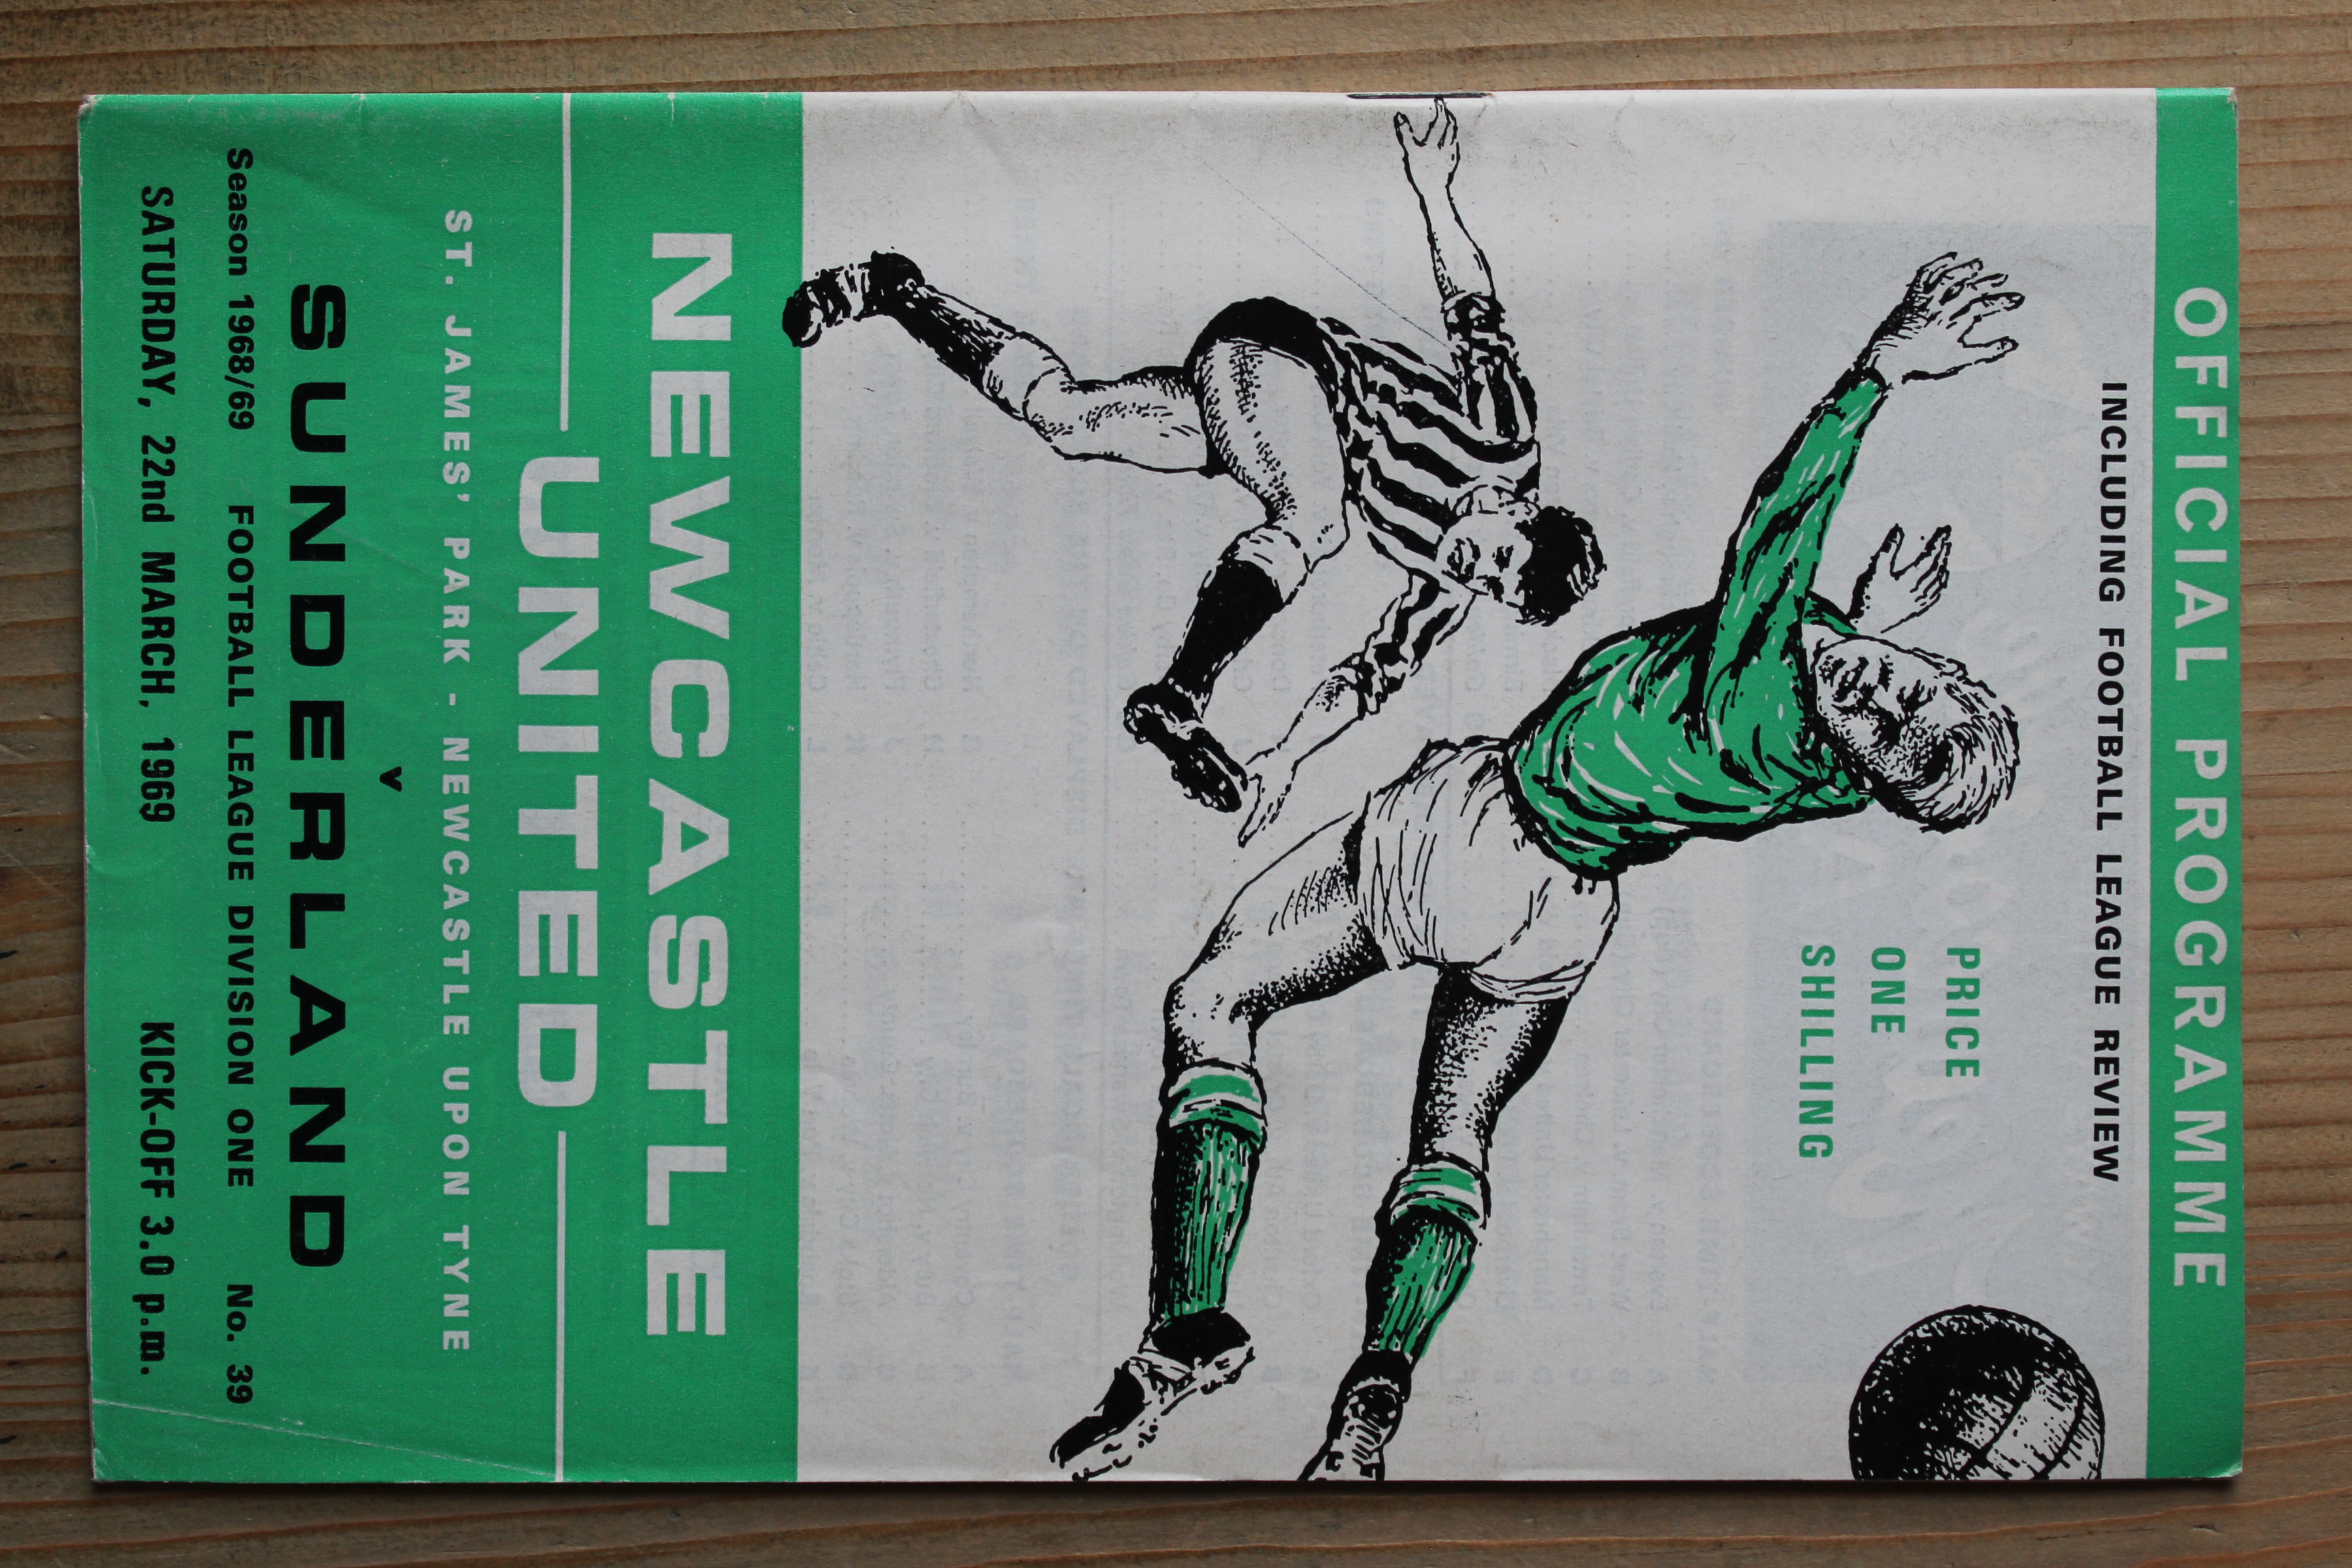 OFFICIAL PROGRAMME
INCLUDING FOOTBALL LEAGUE REVIEW
PRICE
ONE
SHILLING
NEWCASTLE
UNITED
ST. JAMES' PARK - NEWCASTLE UPON TYNE
v
SUNDERLAND
Season 1968/69 FOOTBALL LEAGUE DIVISION ONE No. 39
SATURDAY, 22nd MARCH, 1969 KICK-OFF 3.0 p.m.